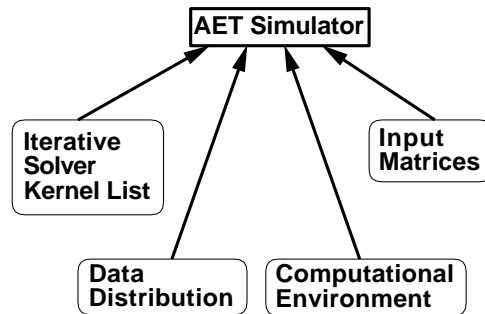 AET Simulator
Iterative
Solver
Kernel List
Input
Matrices
Data
Distribution
Computational
Environment